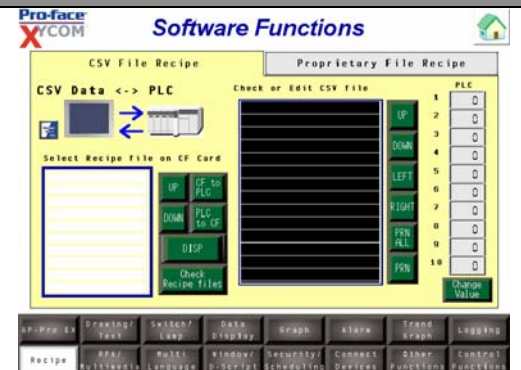 Pro-face
XYCOM
Software Functions
CSV File Recipe
Proprietary File Recipe
CSV Data <-> PLC
Check or Edit CSV file
PLC
1 0
2 0
3 0
4 0
5 0
6 0
7 0
8 0
9 0
10 0
UP
DOWN
LEFT
RIGHT
PRN
ALL
PRN
Change
Value
Select Recipe file on CF Card
UP
CF to
PLC
DOWN
PLC
to CF
DISP
Check
Recipe files
GP-Pro EX
Drawing/
Text
Switch/
Lamp
Data
Display
Graph
Alarm
Trend
Graph
Logging
Recipe
RPA/
Multimedia
Multi
Language
Window/
D-Script
Security/
Scheduling
Connect
Devices
Other
Functions
Control
Functions